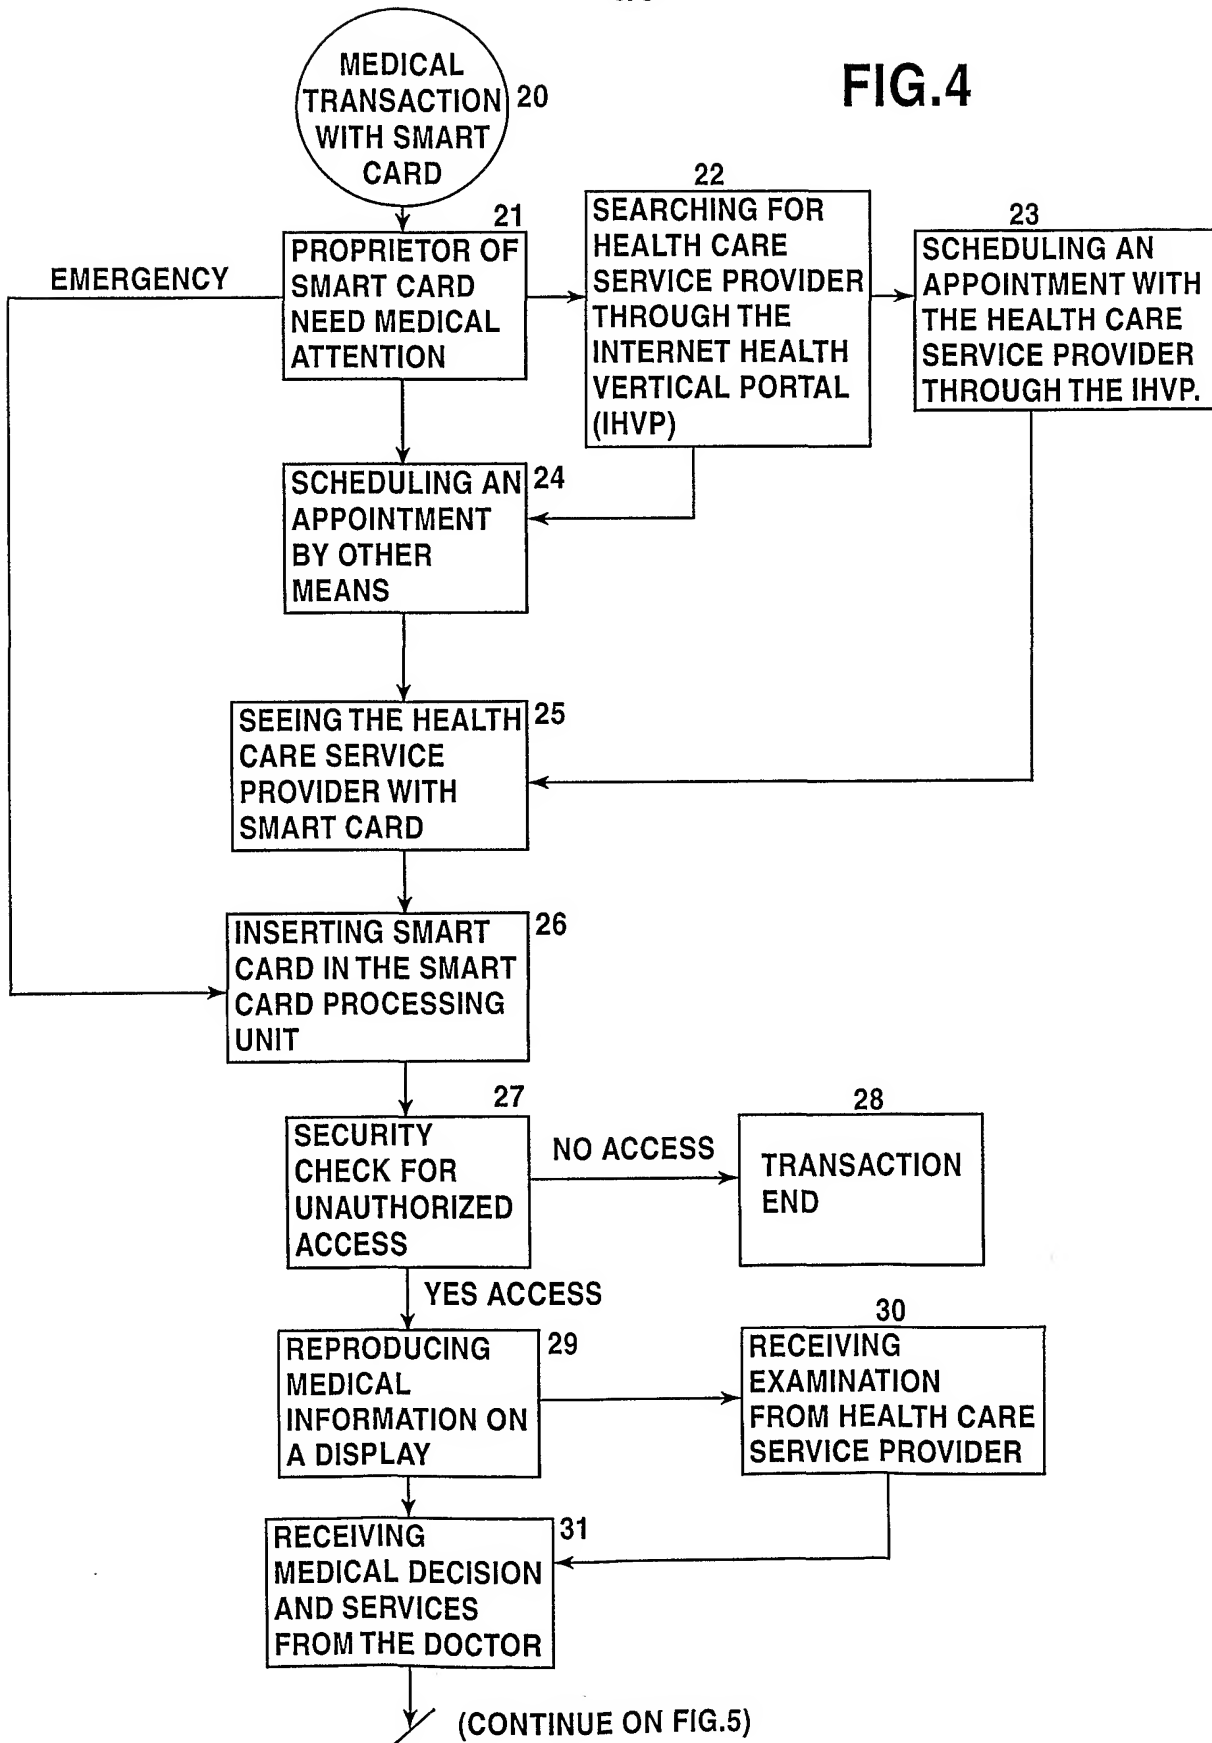 FIG.4
MEDICAL
TRANSACTION
WITH SMART
CARD
20
21
PROPRIETOR OF
SMART CARD
NEED MEDICAL
ATTENTION
EMERGENCY
22
SEARCHING FOR
HEALTH CARE
SERVICE PROVIDER
THROUGH THE
INTERNET HEALTH
VERTICAL PORTAL
(IHVP)
23
SCHEDULING AN
APPOINTMENT WITH
THE HEALTH CARE
SERVICE PROVIDER
THROUGH THE IHVP.
24
SCHEDULING AN
APPOINTMENT
BY OTHER
MEANS
25
SEEING THE HEALTH
CARE SERVICE
PROVIDER WITH
SMART CARD
26
INSERTING SMART
CARD IN THE SMART
CARD PROCESSING
UNIT
27
SECURITY
CHECK FOR
UNAUTHORIZED
ACCESS
NO ACCESS
28
TRANSACTION
END
YES ACCESS
29
REPRODUCING
MEDICAL
INFORMATION ON
A DISPLAY
30
RECEIVING
EXAMINATION
FROM HEALTH CARE
SERVICE PROVIDER
31
RECEIVING
MEDICAL DECISION
AND SERVICES
FROM THE DOCTOR
(CONTINUE ON FIG.5)